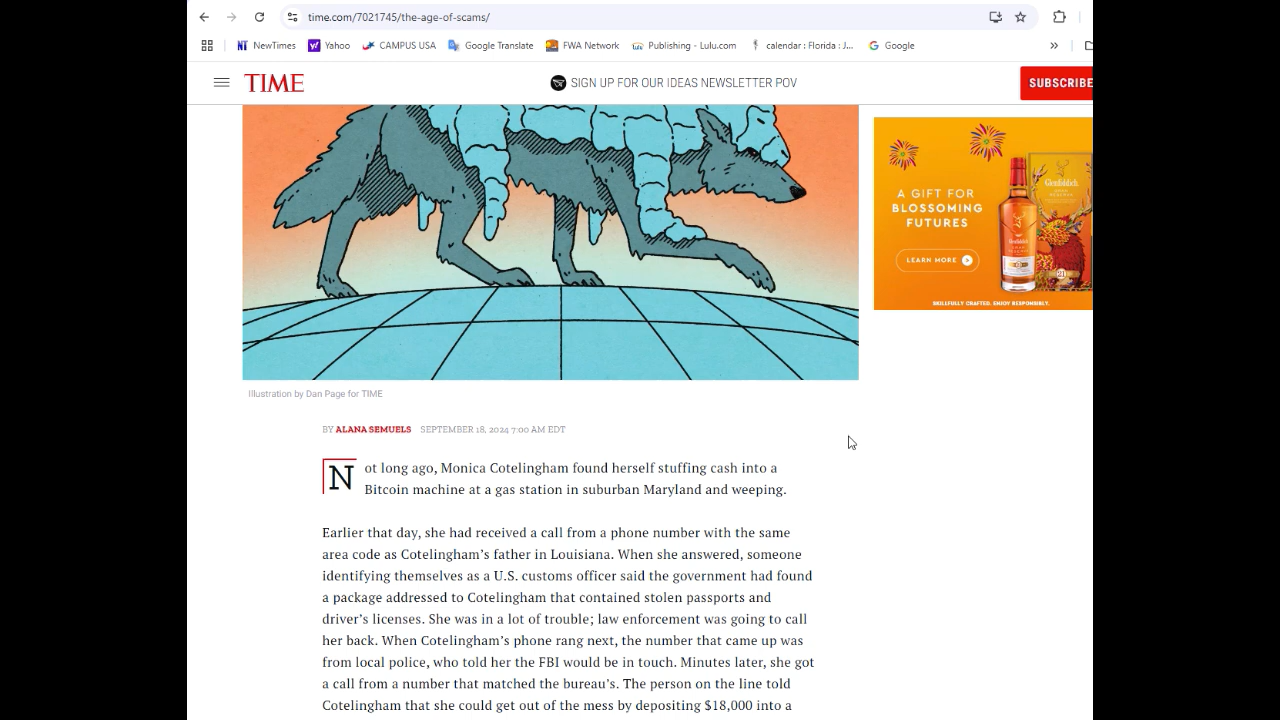 time.com/7021745/the-age-of-scams/
NT NewTimes Yahoo CAMPUS USA Google Translate FWA Network Publishing - Lulu.com calendar : Florida : J... Google »
TIME SIGN UP FOR OUR IDEAS NEWSLETTER POV SUBSCRIBE
A GIFT FOR
BLOSSOMING
FUTURES
LEARN MORE
Glenfiddich
SKILLFULLY CRAFTED. ENJOY RESPONSIBLY.
Illustration by Dan Page for TIME
BY ALANA SEMUELS SEPTEMBER 18, 2024 7:00 AM EDT
Not long ago, Monica Cotelingham found herself stuffing cash into a
Bitcoin machine at a gas station in suburban Maryland and weeping.
Earlier that day, she had received a call from a phone number with the same
area code as Cotelingham’s father in Louisiana. When she answered, someone
identifying themselves as a U.S. customs officer said the government had found
a package addressed to Cotelingham that contained stolen passports and
driver’s licenses. She was in a lot of trouble; law enforcement was going to call
her back. When Cotelingham’s phone rang next, the number that came up was
from local police, who told her the FBI would be in touch. Minutes later, she got
a call from a number that matched the bureau’s. The person on the line told
Cotelingham that she could get out of the mess by depositing $18,000 into a